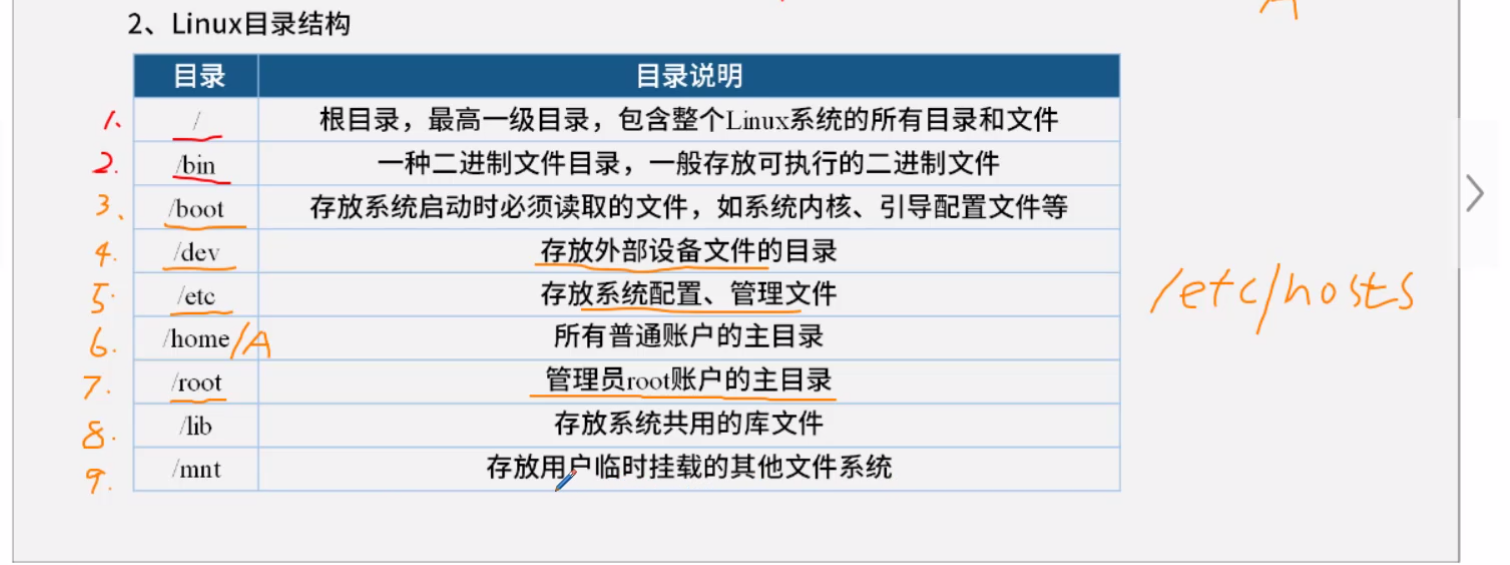 A
2、Linux目录结构
目录 目录说明
1、 / 根目录，最高一级目录，包含整个Linux系统的所有目录和文件
2. /bin 一种二进制文件目录，一般存放可执行的二进制文件
3、 /boot 存放系统启动时必须读取的文件，如系统内核、引导配置文件等
4. /dev 存放外部设备文件的目录
5. /etc 存放系统配置、管理文件 /etc/hosts
6. /home/A 所有普通账户的主目录
7. /root 管理员root账户的主目录
8. /lib 存放系统共用的库文件
9. /mnt 存放用户临时挂载的其他文件系统